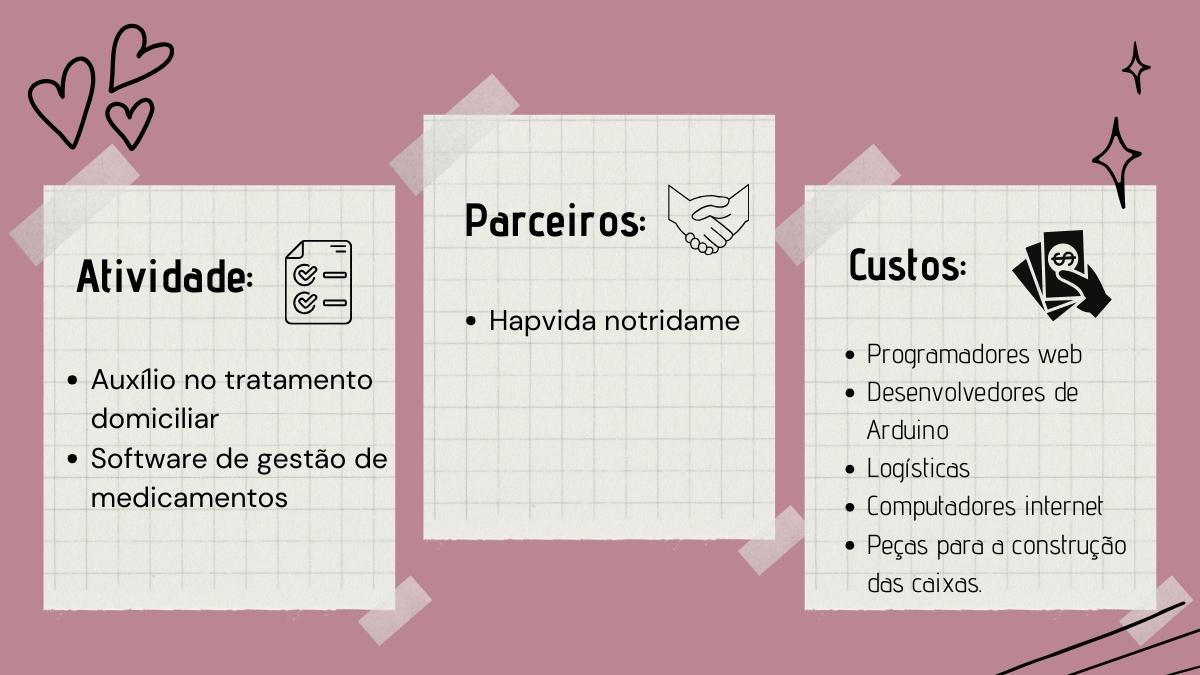 Atividade:
• Auxílio no tratamento
domiciliar
• Software de gestão de
medicamentos
Parceiros:
• Hapvida notridame
Custos:
$
• Programadores web
• Desenvolvedores de
Arduino
• Logísticas
• Computadores internet
• Peças para a construção
das caixas.